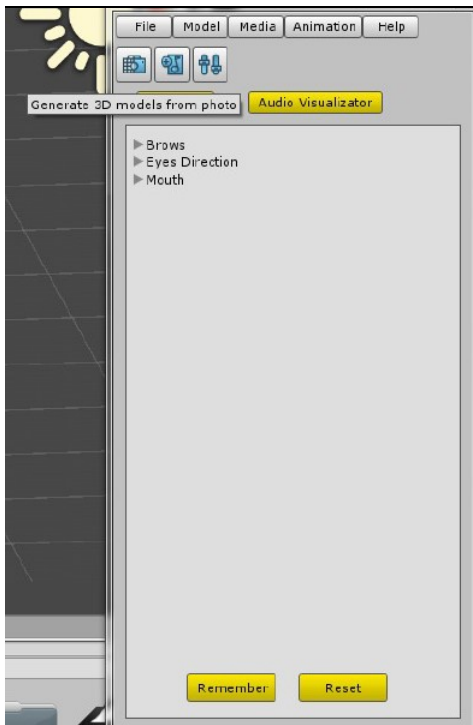 File Model Media Animation Help
Generate 3D models from photo
Audio Visualizator
Brows
Eyes Direction
Mouth
Remember Reset